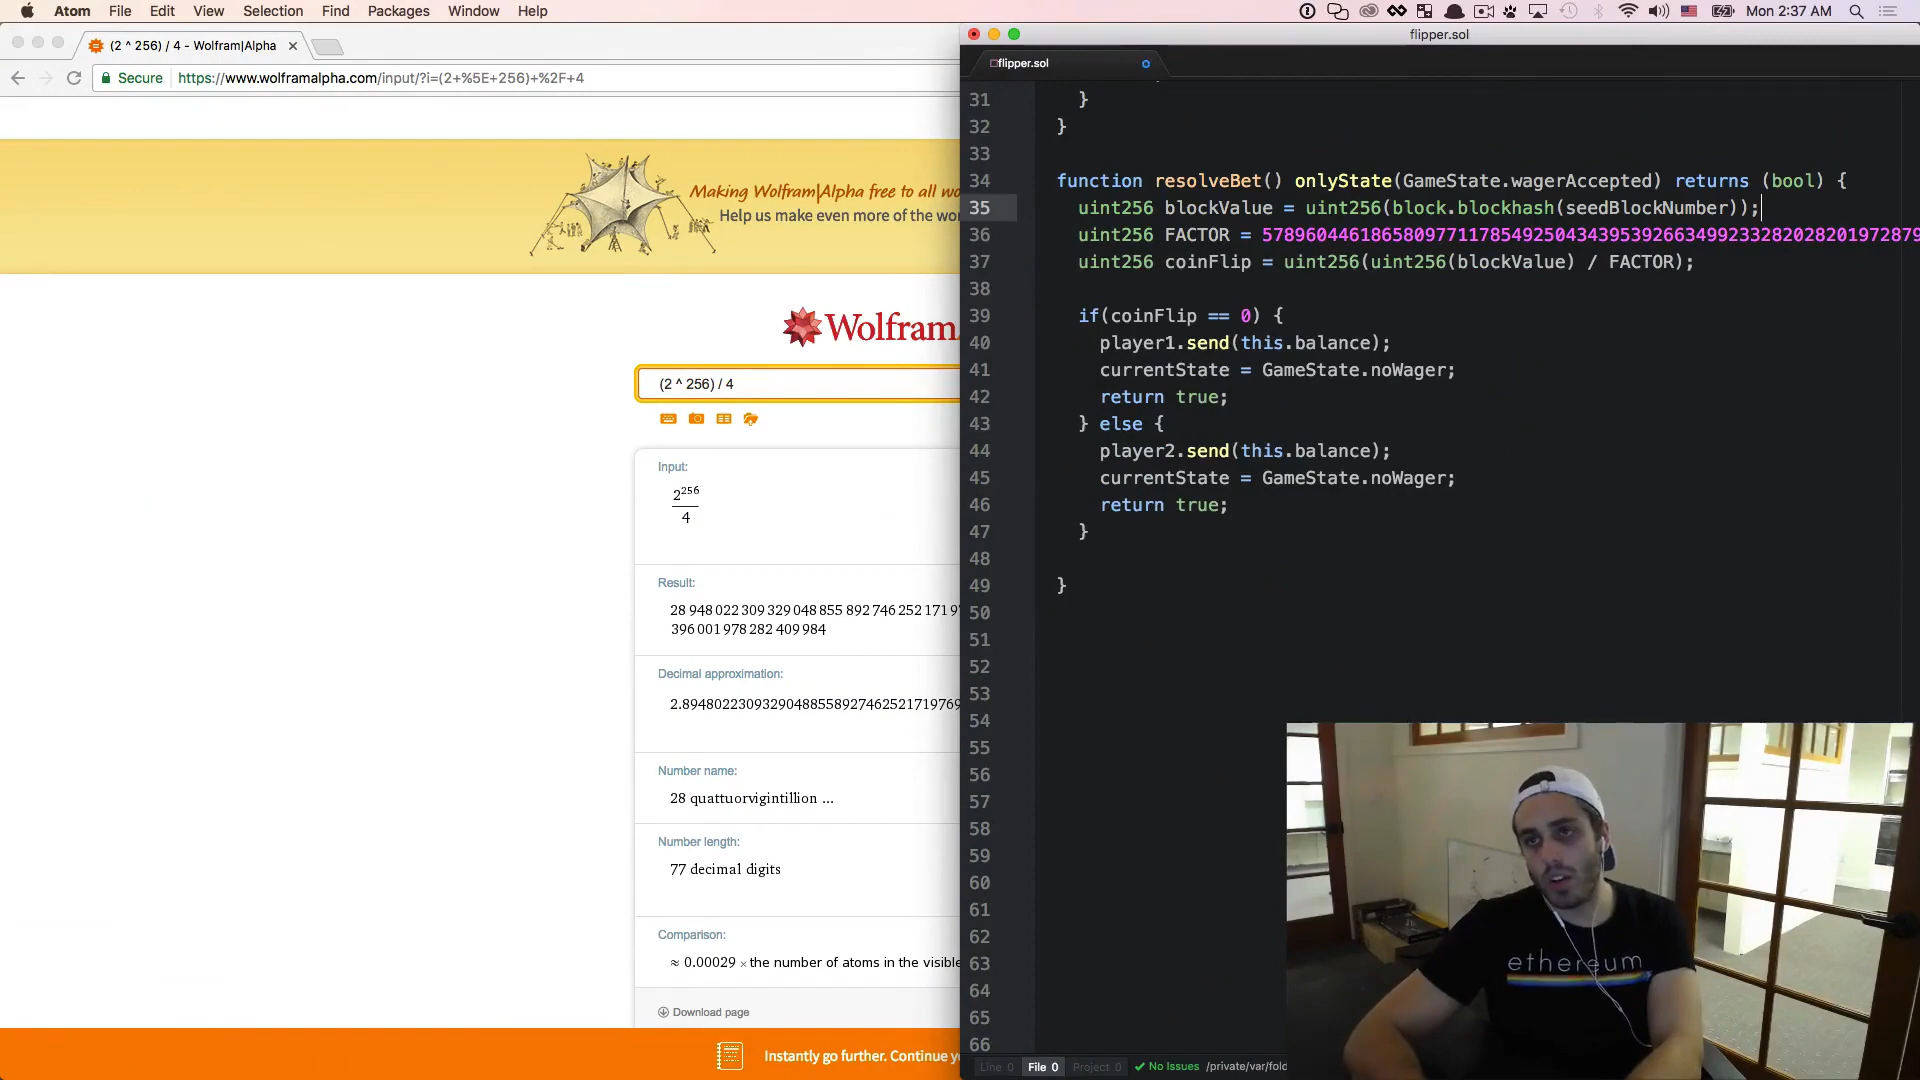 Atom File Edit View Selection Find Packages Window Help
Mon 2:37 AM
(2 ^ 256) / 4 - Wolfram|Alpha
Secure https://www.wolframalpha.com/input/?i=(2+%5E+256)+%2F+4
Making Wolfram|Alpha free to all wo
Help us make even more of the wor
Wolfram
(2 ^ 256) / 4
Input:
2^256
4
Result:
28 948 022 309 329 048 855 892 746 252 171 97
396 001 978 282 409 984
Decimal approximation:
2.89480223093290488558927462521719769
Number name:
28 quattuorvigintillion ...
Number length:
77 decimal digits
Comparison:
≈ 0.00029 × the number of atoms in the visible
Download page
Instantly go further. Continue yo
flipper.sol
flipper.sol
31 }
32 }
33
34 function resolveBet() onlyState(GameState.wagerAccepted) returns (bool) {
35 uint256 blockValue = uint256(block.blockhash(seedBlockNumber));
36 uint256 FACTOR = 5789604461865809771178549250434395392663499233282028201972879
37 uint256 coinFlip = uint256(uint256(blockValue) / FACTOR);
38
39 if(coinFlip == 0) {
40 player1.send(this.balance);
41 currentState = GameState.noWager;
42 return true;
43 } else {
44 player2.send(this.balance);
45 currentState = GameState.noWager;
46 return true;
47 }
48
49 }
50
51
52
53
54
55
56
57
58
59
60
61
62
63
64
65
66
ethereum
Line 0 File 0 Project 0 No Issues /private/var/fold